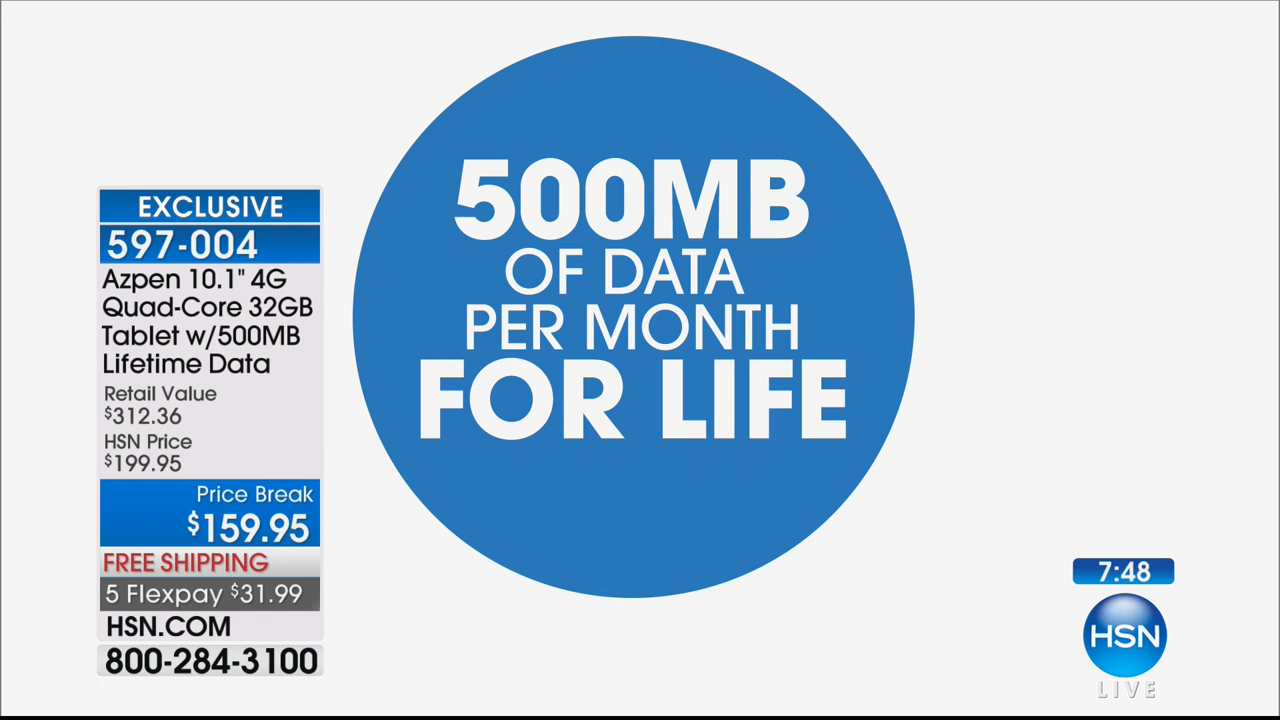 EXCLUSIVE
597-004
Azpen 10.1" 4G
Quad-Core 32GB
Tablet w/500MB
Lifetime Data
Retail Value
$312.36
HSN Price
$199.95
Price Break
$159.95
FREE SHIPPING
5 Flexpay $31.99
HSN.COM
800-284-3100
500MB
OF DATA
PER MONTH
FOR LIFE
7:48
HSN
LIVE